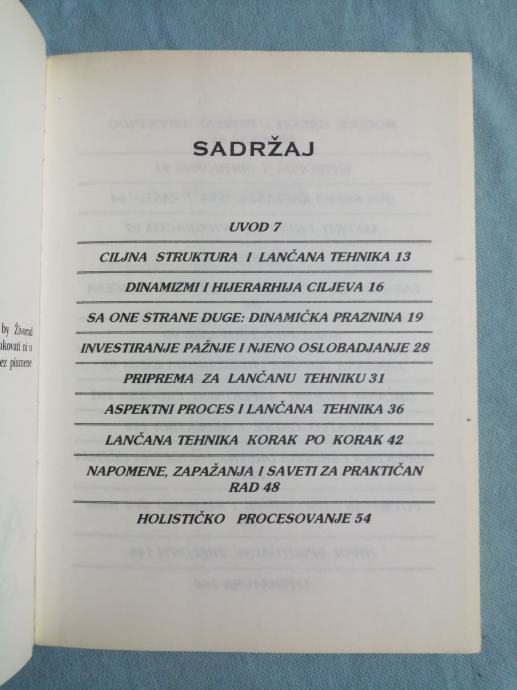 by Živorad
ukovati ni u
ez pismene
SADRŽAJ
UVOD 7
CILJNA STRUKTURA I LANČANA TEHNIKA 13
DINAMIZMI I HIJERARHIJA CILJEVA 16
SA ONE STRANE DUGE: DINAMIČKA PRAZNINA 19
INVESTIRANJE PAŽNJE I NJENO OSLOBADJANJE 28
PRIPREMA ZA LANČANU TEHNIKU 31
ASPEKTNI PROCES I LANČANA TEHNIKA 36
LANČANA TEHNIKA KORAK PO KORAK 42
NAPOMENE, ZAPAŽANJA I SAVETI ZA PRAKTIČAN
RAD 48
HOLISTIČKO PROCESOVANJE 54